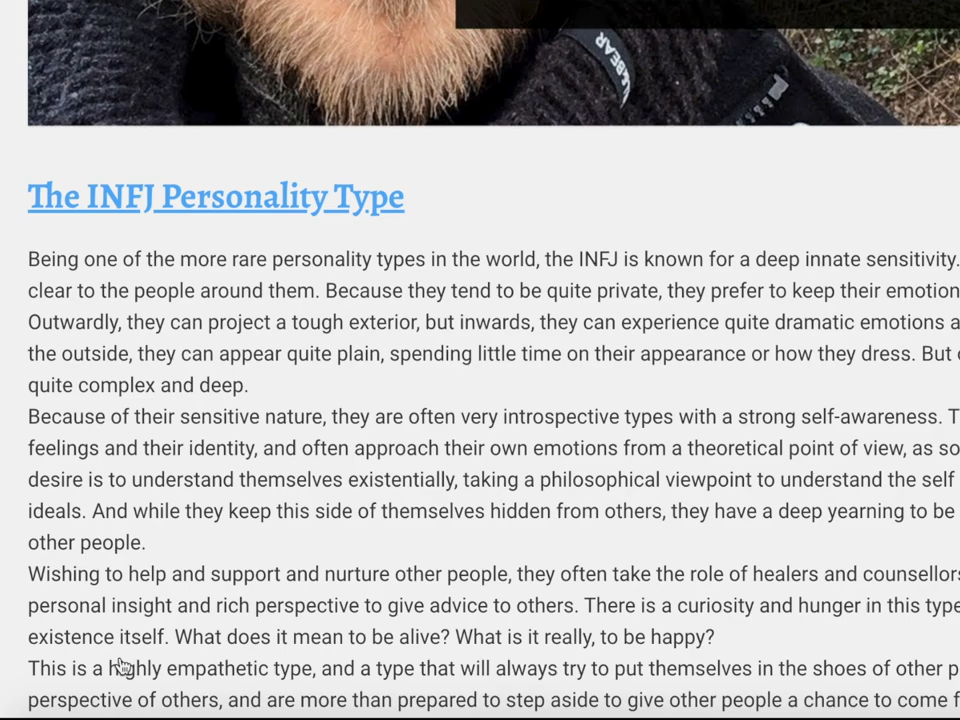 & BEAR
The INFJ Personality Type
Being one of the more rare personality types in the world, the INFJ is known for a deep innate sensitivity.
clear to the people around them. Because they tend to be quite private, they prefer to keep their emotion
Outwardly, they can project a tough exterior, but inwards, they can experience quite dramatic emotions a
the outside, they can appear quite plain, spending little time on their appearance or how they dress. But
quite complex and deep.
Because of their sensitive nature, they are often very introspective types with a strong self-awareness. T
feelings and their identity, and often approach their own emotions from a theoretical point of view, as so
desire is to understand themselves existentially, taking a philosophical viewpoint to understand the self
ideals. And while they keep this side of themselves hidden from others, they have a deep yearning to be
other people.
Wishing to help and support and nurture other people, they often take the role of healers and counsellors
personal insight and rich perspective to give advice to others. There is a curiosity and hunger in this type
existence itself. What does it mean to be alive? What is it really, to be happy?
This is a highly empathetic type, and a type that will always try to put themselves in the shoes of other p
perspective of others, and are more than prepared to step aside to give other people a chance to come f